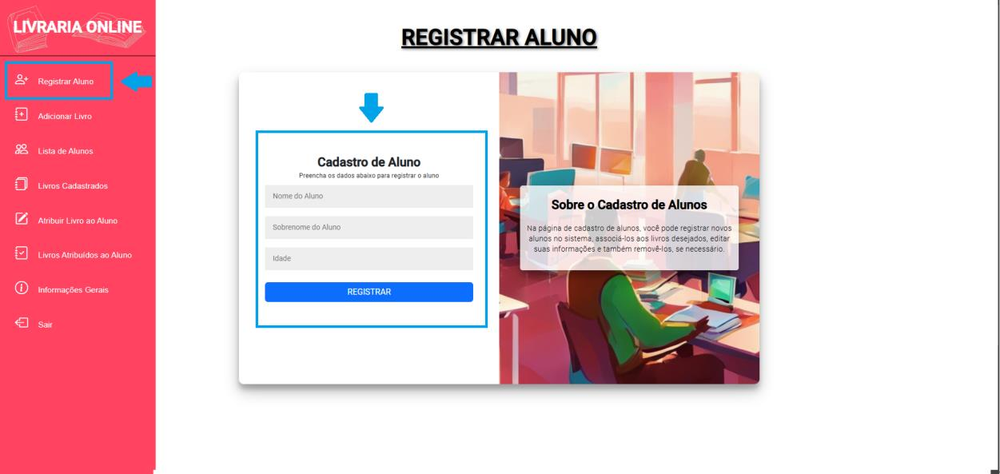 LIVRARIA ONLINE
Registrar Aluno
Adicionar Livro
Lista de Alunos
Livros Cadastrados
Atribuir Livro ao Aluno
Livros Atribuídos ao Aluno
Informações Gerais
Sair
REGISTRAR ALUNO
Cadastro de Aluno
Preencha os dados abaixo para registrar o aluno
Nome do Aluno
Sobrenome do Aluno
Idade
REGISTRAR
Sobre o Cadastro de Alunos
Na página de cadastro de alunos, você pode registrar novos
alunos no sistema, associá-los aos livros desejados, editar
suas informações e também removê-los, se necessário.